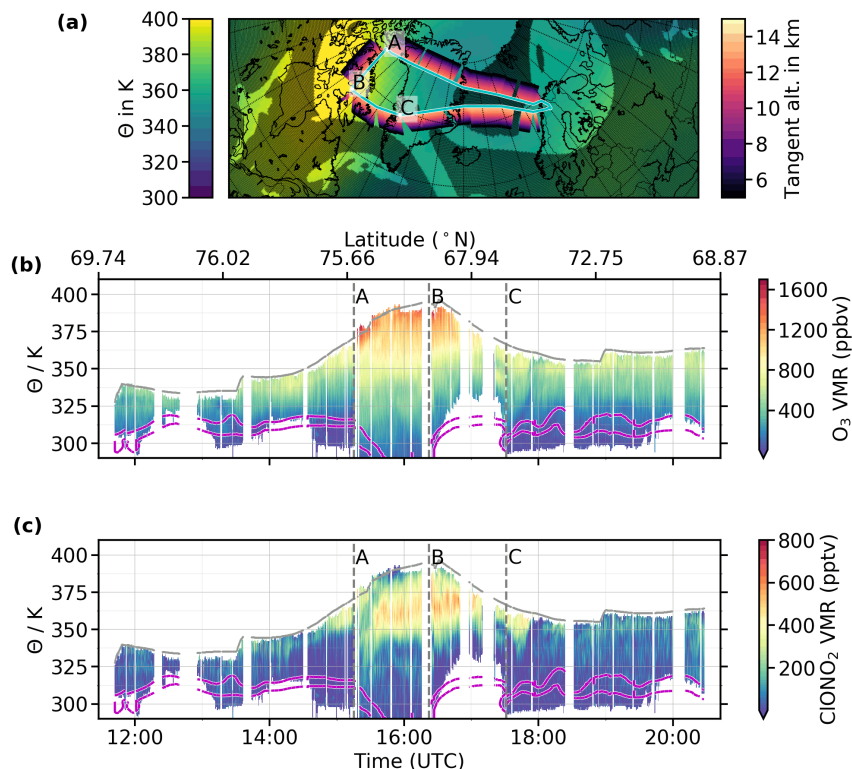 (a)
400
380
360
340
320
300
Θ in K
A
B
C
14
12
10
8
6
Tangent alt. in km
(b)
Latitude (°N)
69.74 76.02 75.66 67.94 72.75 68.87
400
375
350
325
300
Θ / K
A B C
1600
1200
800
400
O₃ VMR (ppbv)
(c)
400
375
350
325
300
Θ / K
A B C
800
600
400
200
ClONO₂ VMR (pptv)
12:00 14:00 16:00 18:00 20:00
Time (UTC)